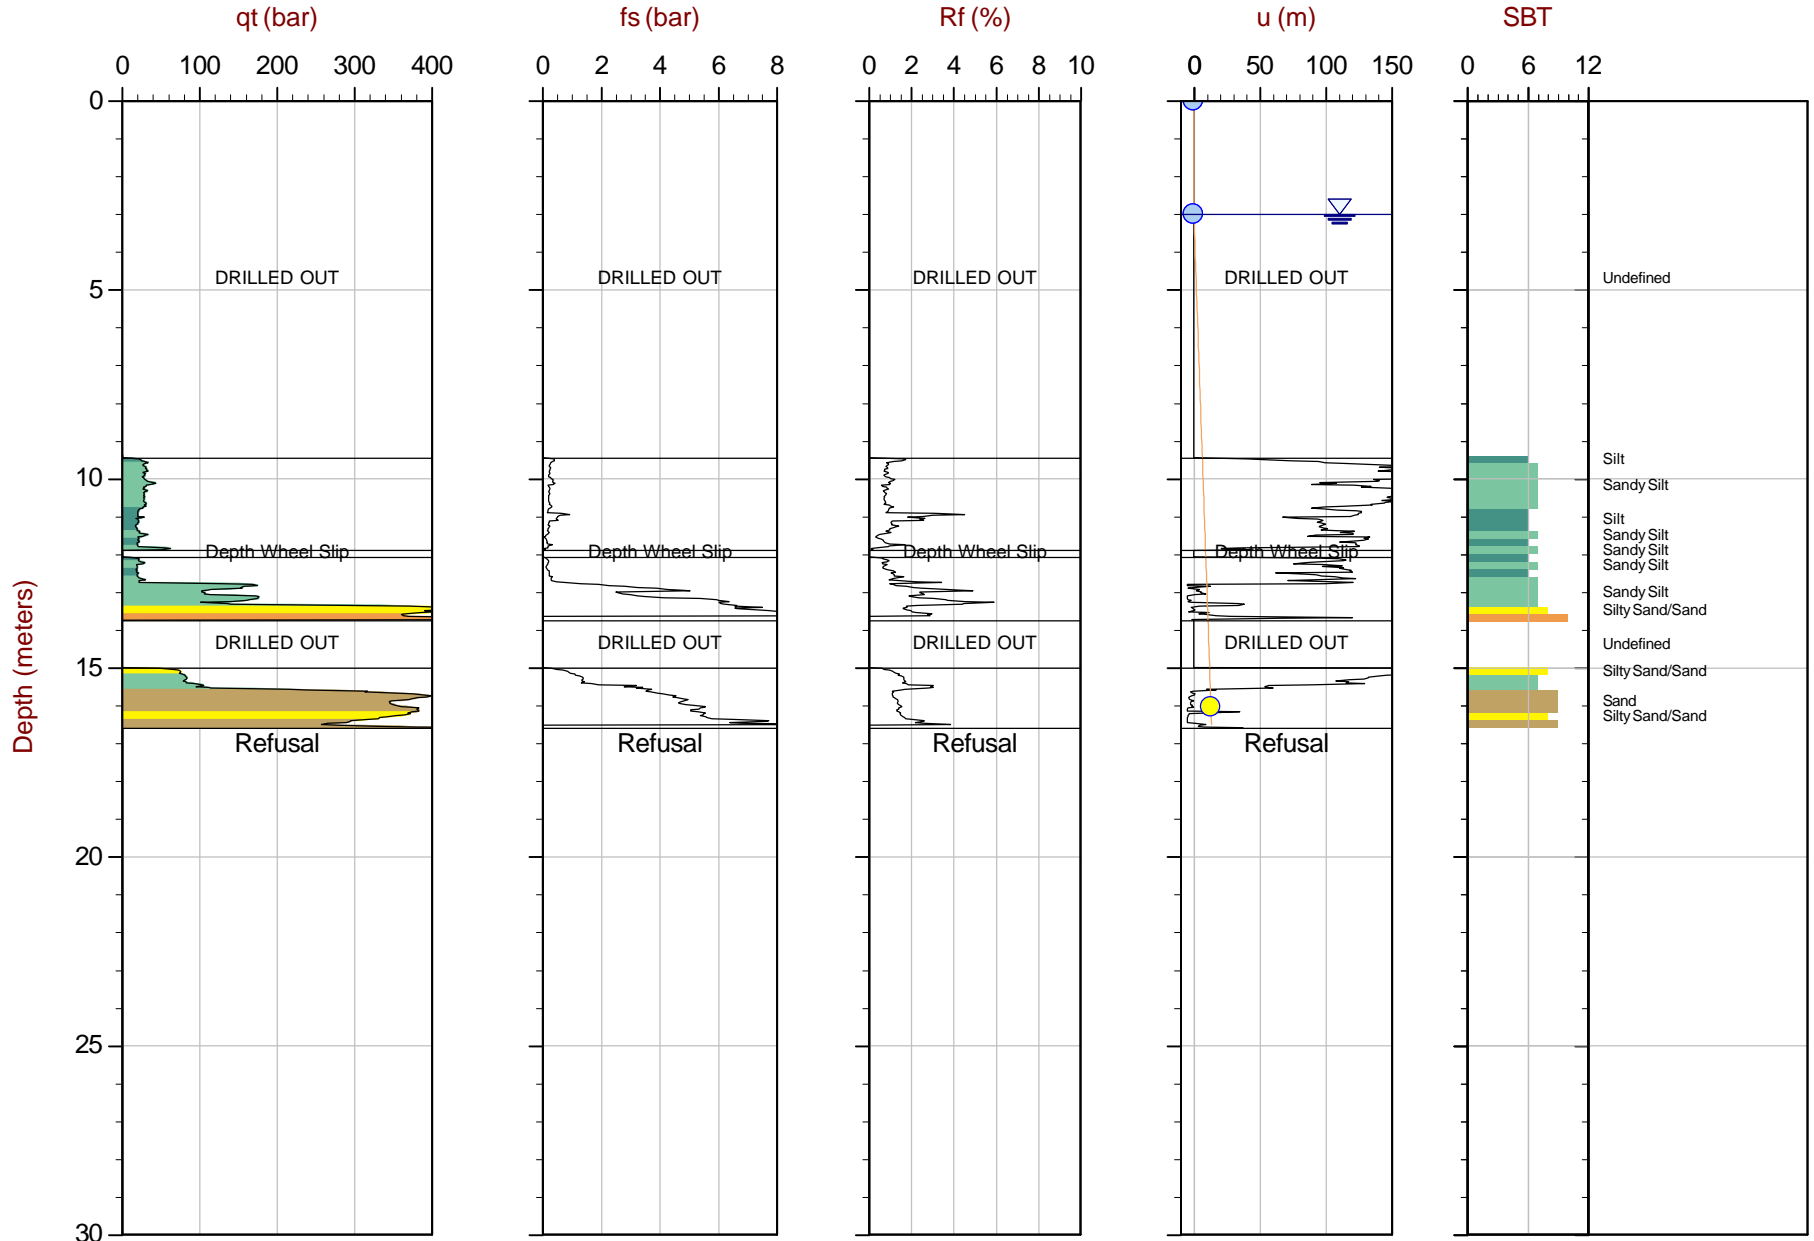 qt (bar) fs (bar) Rf (%) u (m) SBT
0 100 200 300 400 0 2 4 6 8 0 2 4 6 8 10 0 50 100 150 0 6 12
0
DRILLED OUT DRILLED OUT DRILLED OUT DRILLED OUT Undefined
5
Silt
10
Sandy Silt
Silt
Sandy Silt
Depth Wheel Slip Depth Wheel Slip Depth Wheel Slip Depth Wheel Slip Sandy Silt
Sandy Silt
Sandy Silt
Silty Sand/Sand
DRILLED OUT DRILLED OUT DRILLED OUT DRILLED OUT Undefined
15
Silty Sand/Sand
Sand
Silty Sand/Sand
Refusal Refusal Refusal Refusal
Depth (meters)
20
25
30